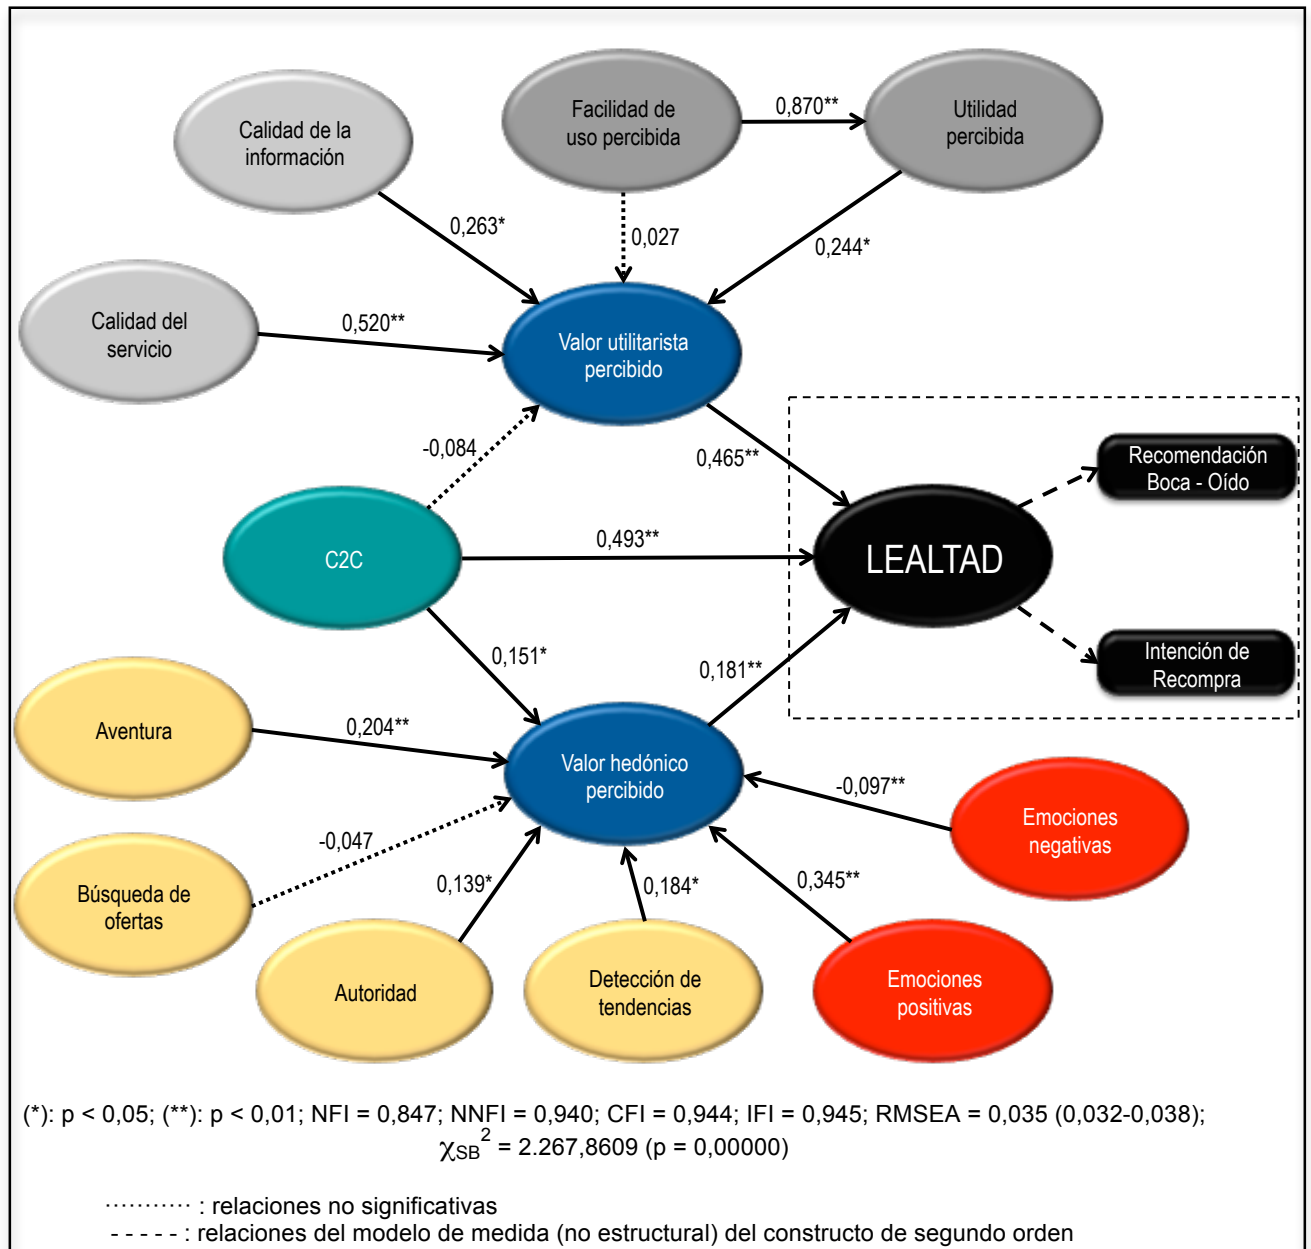 Calidad de la
información
Facilidad de
uso percibida
0,870**
Utilidad
percibida
0,263*
0,027
0,244*
Calidad del
servicio
0,520**
Valor utilitarista
percibido
-0,084
0,465**
Recomendación
Boca - Oído
C2C
0,493**
LEALTAD
0,151*
0,181**
Intención de
Recompra
Aventura
0,204**
Valor hedónico
percibido
-0,097**
Emociones
negativas
-0,047
Búsqueda de
ofertas
0,139*
0,184*
0,345**
Autoridad
Detección de
tendencias
Emociones
positivas
(*): p < 0,05; (**): p < 0,01; NFI = 0,847; NNFI = 0,940; CFI = 0,944; IFI = 0,945; RMSEA = 0,035 (0,032-0,038);
χSB² = 2.267,8609 (p = 0,00000)
··········· : relaciones no significativas
- - - - - : relaciones del modelo de medida (no estructural) del constructo de segundo orden